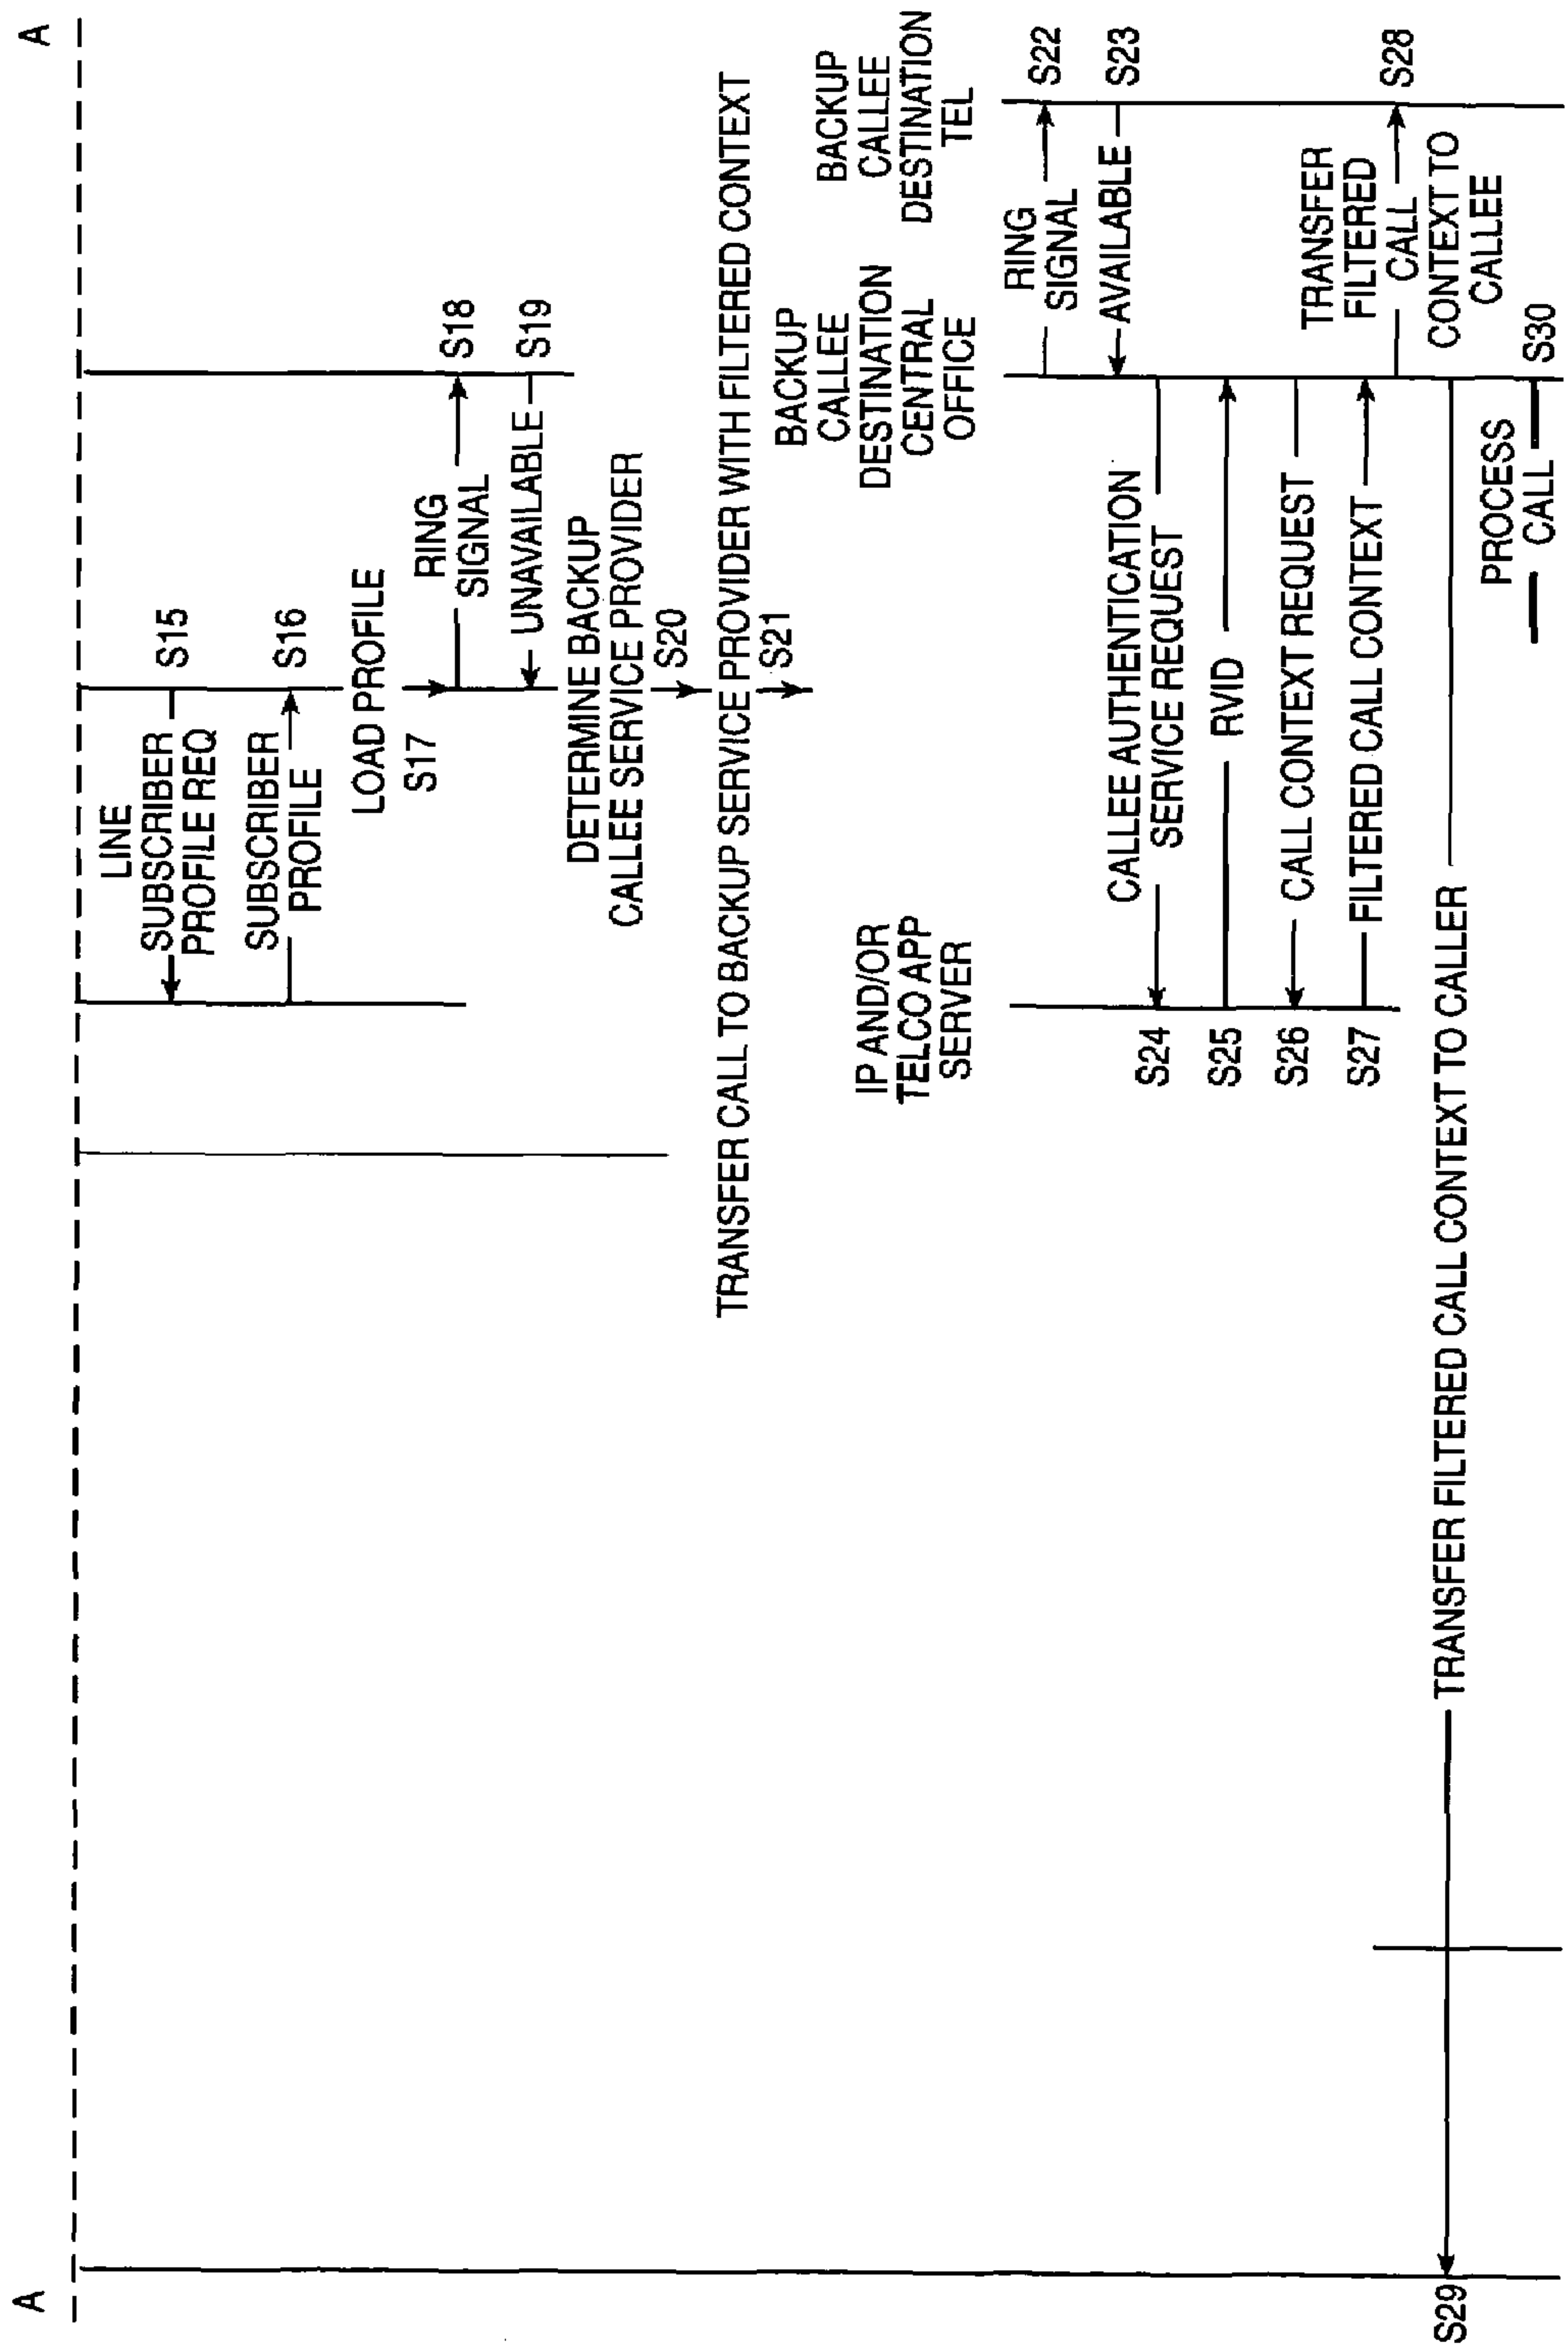 A
A
LINE
SUBSCRIBER
PROFILE REQ
S15
SUBSCRIBER
PROFILE
S16
LOAD PROFILE
S17
RING
SIGNAL
S18
UNAVAILABLE
S19
DETERMINE BACKUP
CALLEE SERVICE PROVIDER
S20
TRANSFER CALL TO BACKUP SERVICE PROVIDER WITH FILTERED CONTEXT
S21
IP AND/OR
TELCO APP
SERVER
BACKUP
CALLEE
DESTINATION
CENTRAL
OFFICE
BACKUP
CALLEE
DESTINATION
TEL
RING
SIGNAL
S22
AVAILABLE
S23
S24
CALLEE AUTHENTICATION
SERVICE REQUEST
S25
RVID
S26
CALL CONTEXT REQUEST
S27
FILTERED CALL CONTEXT
TRANSFER
FILTERED
CALL
CONTEXT TO
CALLEE
S28
S29
TRANSFER FILTERED CALL CONTEXT TO CALLER
PROCESS
CALL
S30